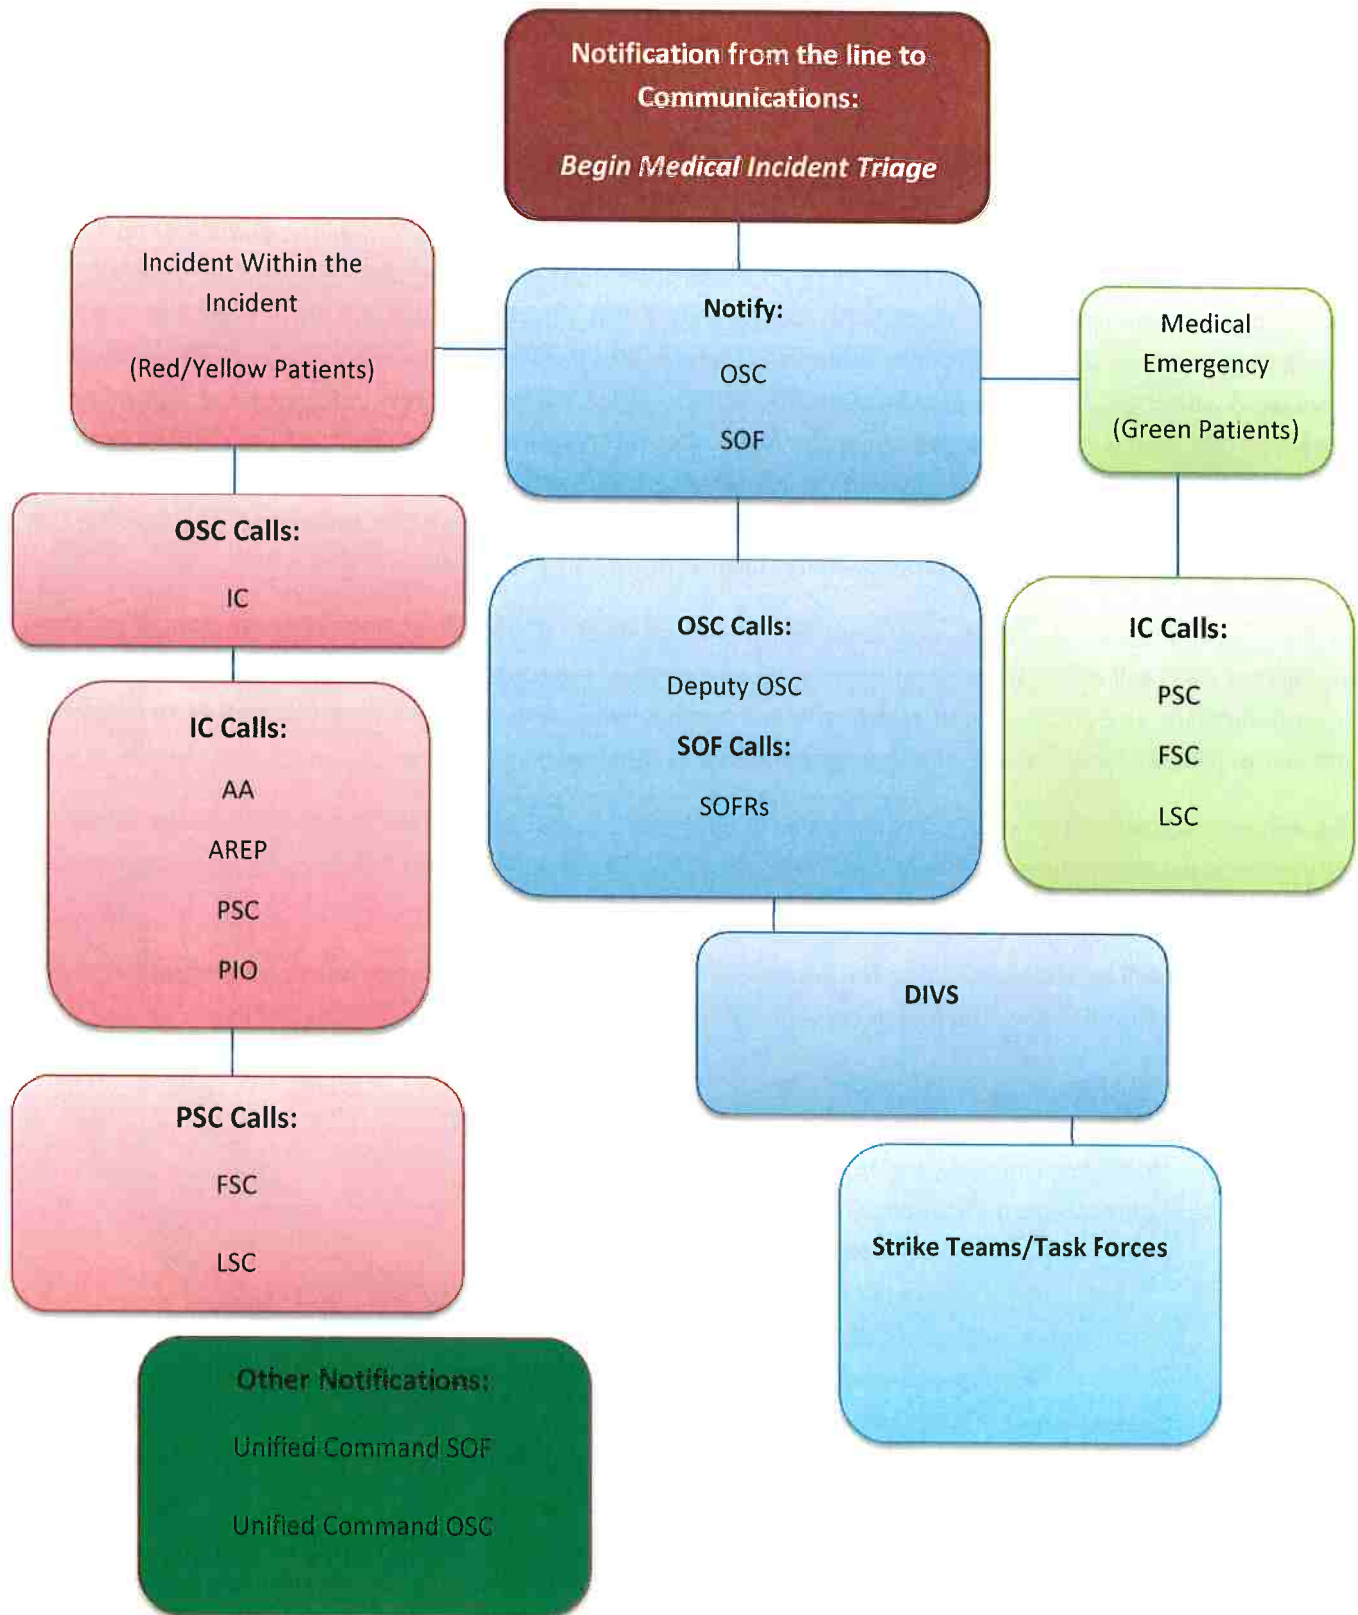 Notification from the line to
Communications:
Begin Medical Incident Triage
Incident Within the
Incident
(Red/Yellow Patients)
Notify:
OSC
SOF
Medical
Emergency
(Green Patients)
OSC Calls:
IC
OSC Calls:
Deputy OSC
SOF Calls:
SOFRs
IC Calls:
PSC
FSC
LSC
IC Calls:
AA
AREP
PSC
PIO
DIVS
PSC Calls:
FSC
LSC
Strike Teams/Task Forces
Other Notifications:
Unified Command SOF
Unified Command OSC